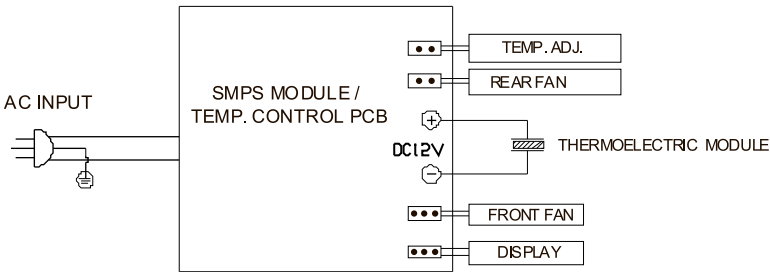 TEMP. ADJ.
REAR FAN
AC INPUT
SMPS MODULE /
TEMP. CONTROL PCB
+
DC12V
THERMOELECTRIC MODULE
-
FRONT FAN
DISPLAY